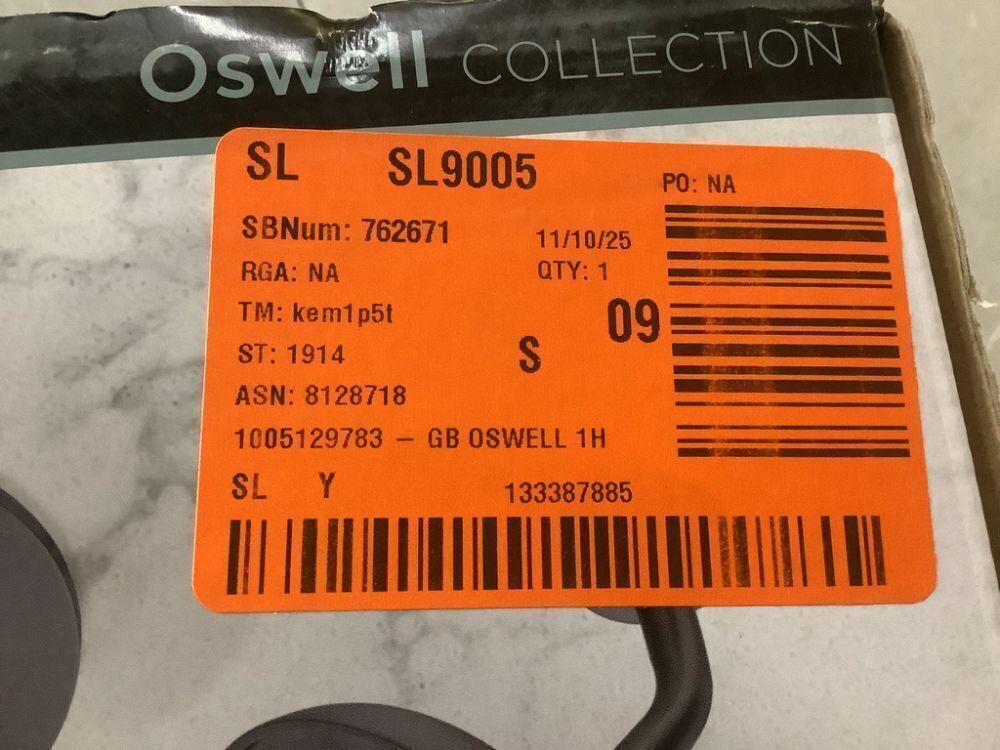 Oswell COLLECTION
SL SL9005 PO: NA
SBNum: 762671 11/10/25
RGA: NA QTY: 1
TM: kem1p5t 09
ST: 1914 S
ASN: 8128718
1005129783 – GB OSWELL 1H
SL Y 133387885